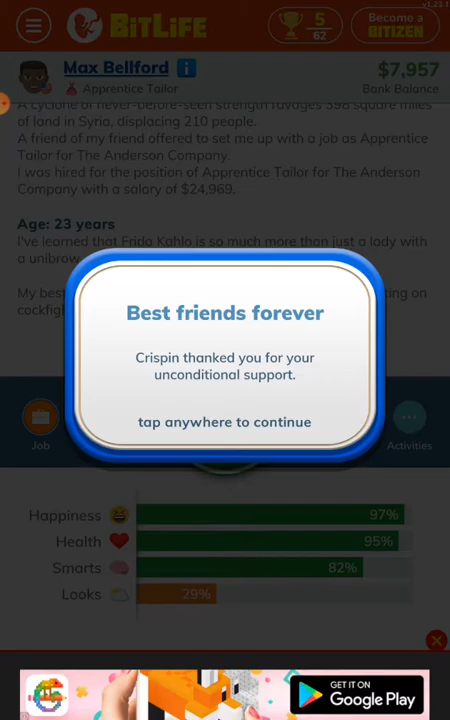 v1.23.1
BITLIFE
5
62
Become a
BITIZEN
Max Bellford
$7,957
Apprentice Tailor
Bank Balance
A cyclone of never-before-seen strength ravages 398 square miles
of land in Syria, displacing 210 people.
A friend of my friend offered to set me up with a job as Apprentice
Tailor for The Anderson Company.
I was hired for the position of Apprentice Tailor for The Anderson
Company with a salary of $24,969.
Age: 23 years
I've learned that Frida Kahlo is so much more than just a lady with
a unibrow
My best
ting on
cockfig
Best friends forever
Crispin thanked you for your
unconditional support.
tap anywhere to continue
Job
Activities
Happiness 97%
Health 95%
Smarts 82%
Looks 29%
GET IT ON
Google Play